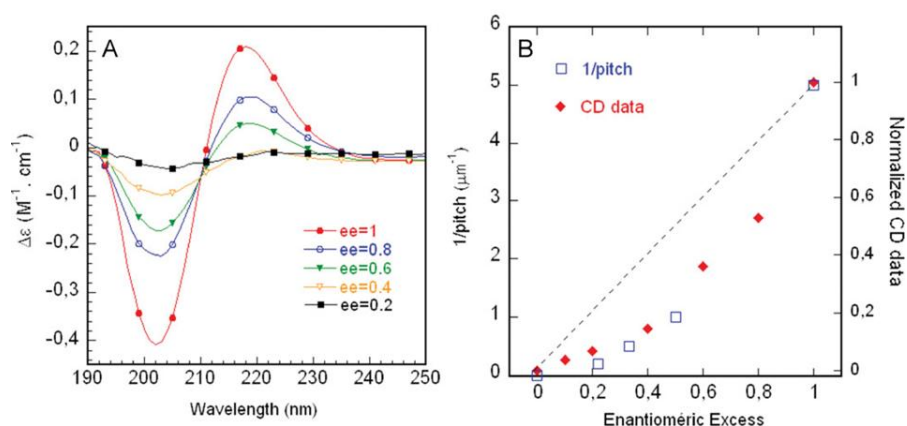 A
0,2
0,1
0
-0,1
-0,2
-0,3
-0,4
Δε (M⁻¹. cm⁻¹)
ee=1
ee=0.8
ee=0.6
ee=0.4
ee=0.2
190 200 210 220 230 240 250
Wavelength (nm)
B
6
5
4
3
2
1
0
1/pitch (μm⁻¹)
1/pitch
CD data
1
0,8
0,6
0,4
0,2
0
Normalized CD data
0 0,2 0,4 0,6 0,8 1
Enantioméric Excess